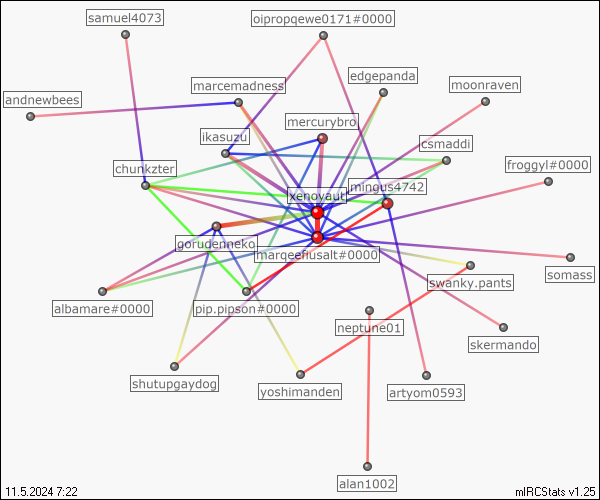 samuel4073
oipropqewe0171#0000
edgepanda
marcemadness
moonraven
andnewbees
mercurybro
ikasuzu
csmaddi
chunkzter
froggyl#0000
xenoyaut
mingus4742
gorudenneko
marqeefiusalt#0000
somass
swanky.pants
albamare#0000
pip.pipson#0000
neptune01
skermando
shutupgaydog
yoshimanden
artyom0593
alan1002
11.5.2024 7:22
mIRCStats v1.25